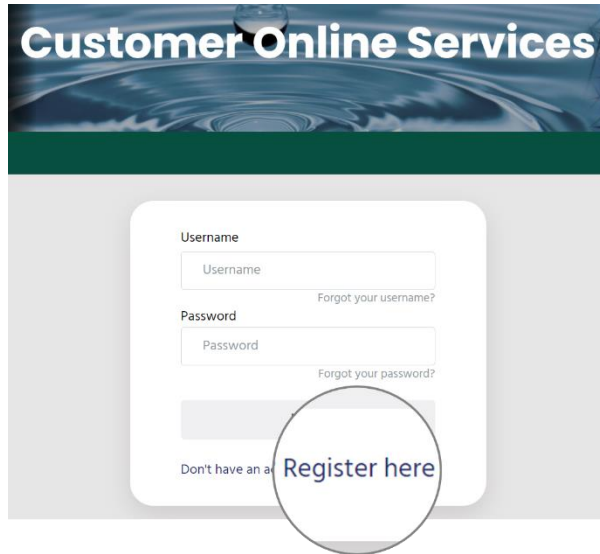 Customer Online Services
Username
Username
Forgot your username?
Password
Password
Forgot your password?
Don't have an Register here